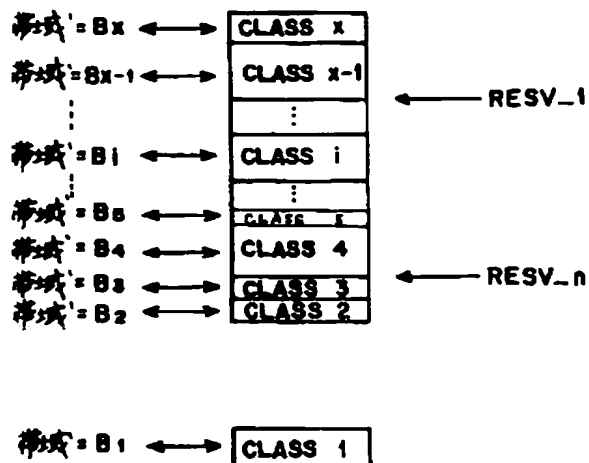 帯域 = Bx ↔ CLASS x
帯域 = Bx-1 ↔ CLASS x-1
← RESV_1
⋮
帯域 = Bi ↔ CLASS i
⋮
帯域 = B5 ↔ CLASS 5
帯域 = B4 ↔ CLASS 4
← RESV_n
帯域 = B3 ↔ CLASS 3
帯域 = B2 ↔ CLASS 2
帯域 = B1 ↔ CLASS 1